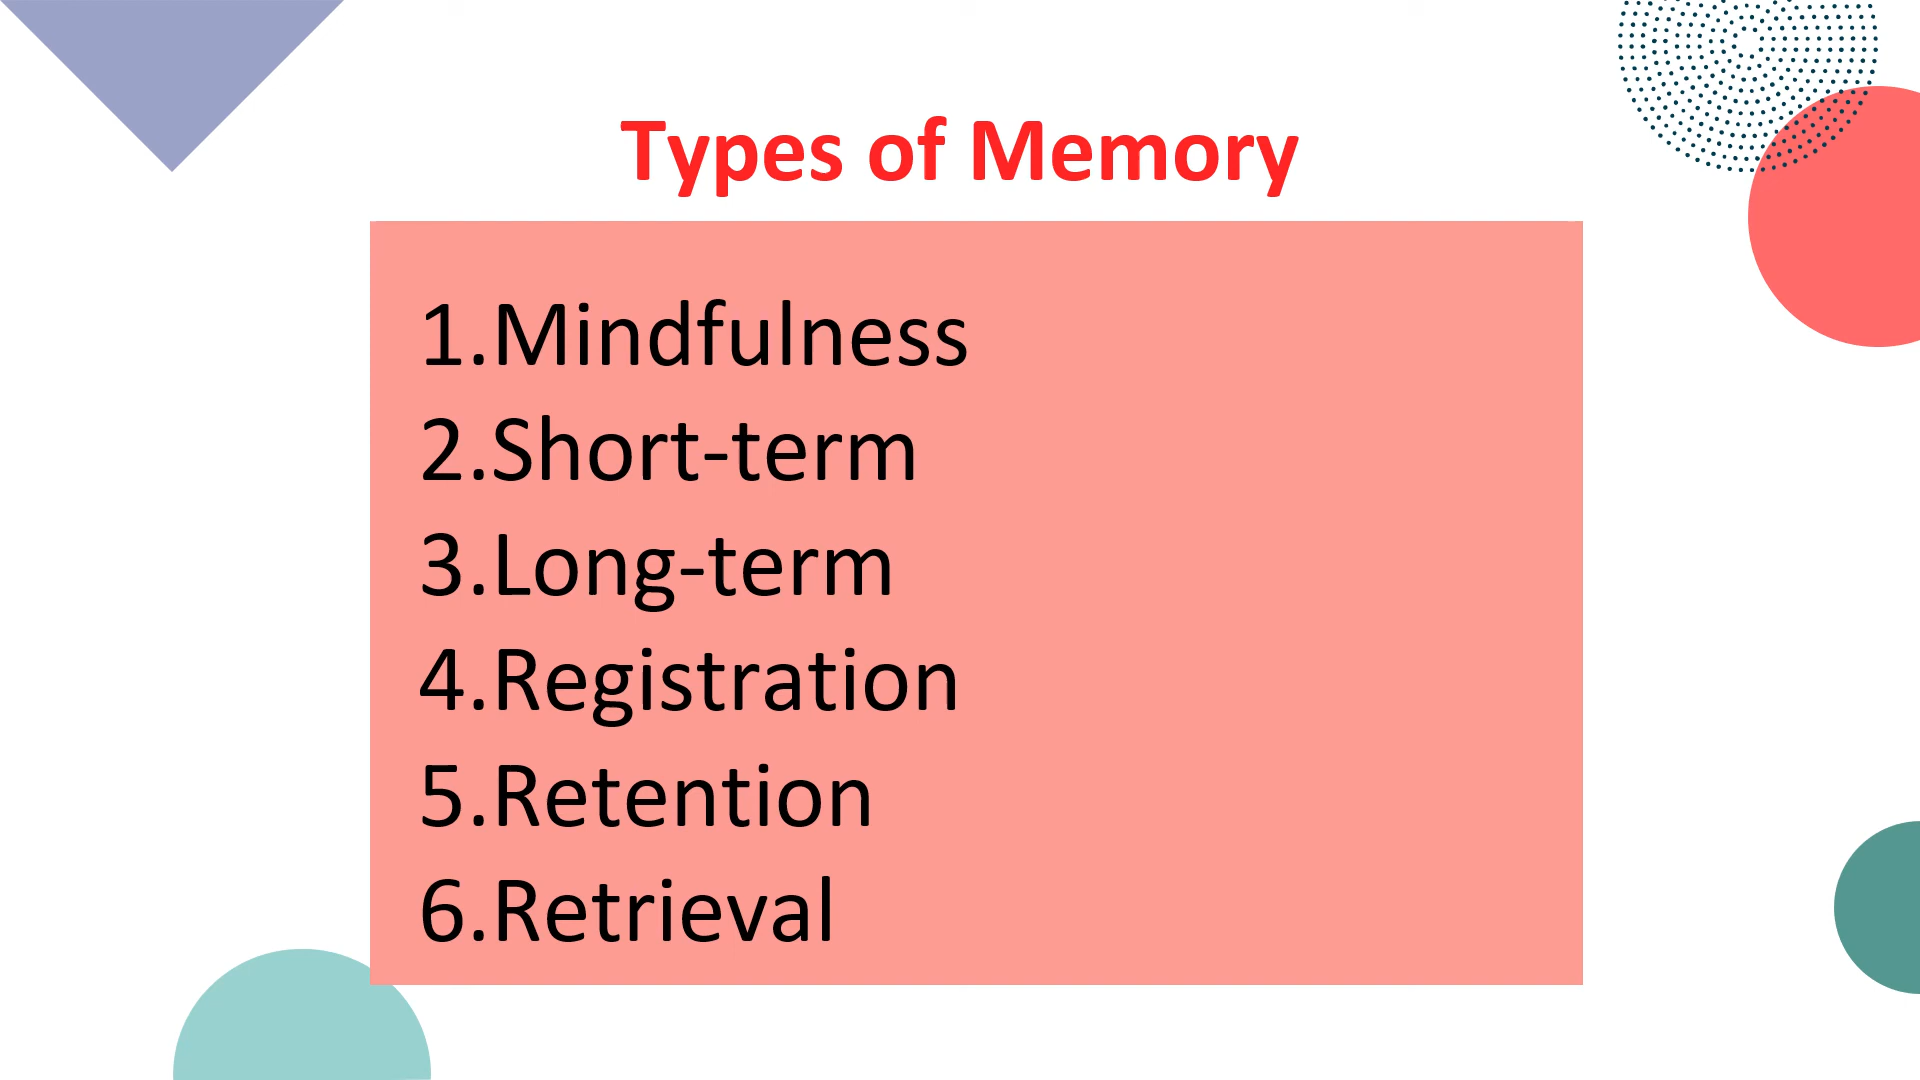 Types of Memory
1.Mindfulness
2.Short-term
3.Long-term
4.Registration
5.Retention
6.Retrieval